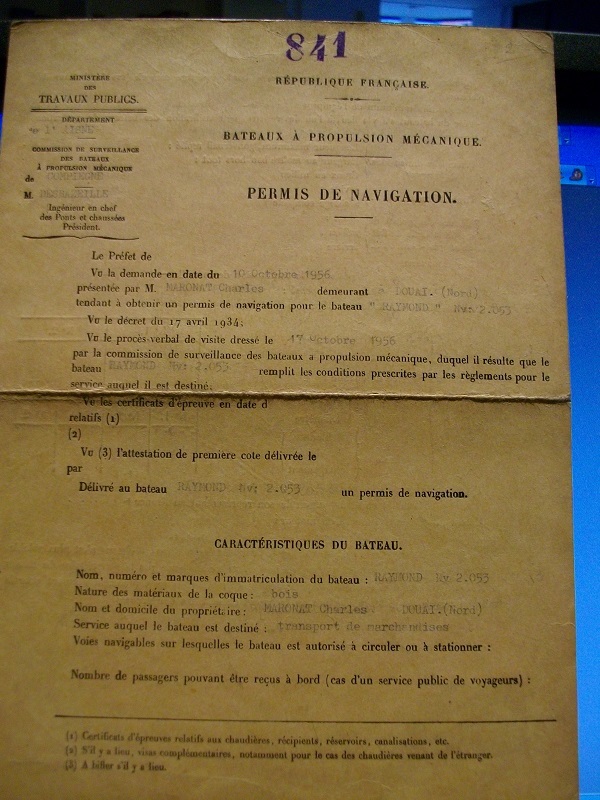 841
MINISTÈRE
DES
TRAVAUX PUBLICS.
DÉPARTEMENT
COMMISSION DE SURVEILLANCE
DES BATEAUX
À PROPULSION MÉCANIQUE
de COMPIEGNE
M.
Ingénieur en chef
des Ponts et chaussées
Président.
RÉPUBLIQUE FRANÇAISE.
BATEAUX À PROPULSION MÉCANIQUE.
PERMIS DE NAVIGATION.
Le Préfet de
Vu la demande en date du 10 Octobre 1956
présentée par M. MARONAT Charles demeurant à DOUAI. (Nord)
tendant à obtenir un permis de navigation pour le bateau " RAYMOND " Nv: 2.053
Vu le décret du 17 avril 1934;
Vu le procès-verbal de visite dressé le 17 Octobre 1956
par la commission de surveillance des bateaux a propulsion mécanique, duquel il résulte que le
bateau RAYMOND Nv: 2.053 remplit les conditions prescrites par les règlements pour le
service auquel il est destiné;
Vu les certificats d'épreuve en date d
relatifs (1)
(2)
Vu (3) l'attestation de première cote délivrée le
par
Délivré au bateau RAYMOND Nv: 2.053 un permis de navigation.
CARACTÉRISTIQUES DU BATEAU.
Nom, numéro et marques d'immatriculation du bateau : RAYMOND Nv 2.053
Nature des matériaux de la coque : bois
Nom et domicile du propriétaire : MARONAT Charles DOUAI.(Nord)
Service auquel le bateau est destiné : transport de marchandises
Voies navigables sur lesquelles le bateau est autorisé à circuler ou à stationner :
Nombre de passagers pouvant être reçus à bord (cas d'un service public de voyageurs) :
(1) Certificats d'épreuves relatifs aux chaudières, récipients, réservoirs, canalisations, etc.
(2) S'il y a lieu, visas complémentaires, notamment pour le cas des chaudières venant de l'étranger.
(3) A biffer s'il y a lieu.